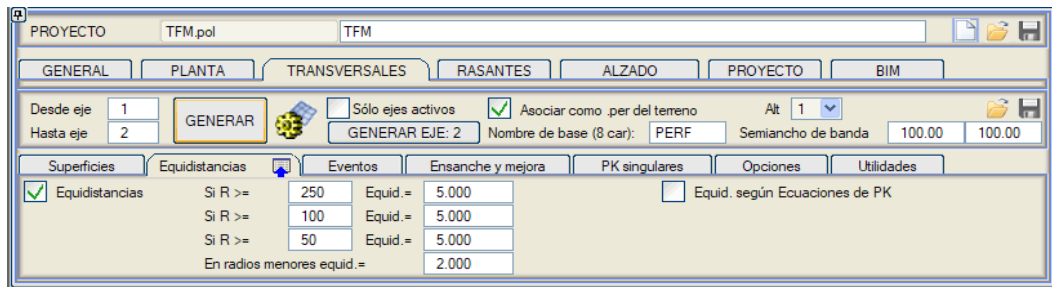 PROYECTO TFM.pol TFM
GENERAL PLANTA TRANSVERSALES RASANTES ALZADO PROYECTO BIM
Desde eje 1 GENERAR Sólo ejes activos Asociar como .per del terreno Alt 1
Hasta eje 2 GENERAR EJE: 2 Nombre de base (8 car): PERF Semiancho de banda 100.00 100.00
Superficies Equidistancias Eventos Ensanche y mejora PK singulares Opciones Utilidades
Equidistancias Si R >= 250 Equid.= 5.000 Equid. según Ecuaciones de PK
Si R >= 100 Equid.= 5.000
Si R >= 50 Equid.= 5.000
En radios menores equid.= 2.000